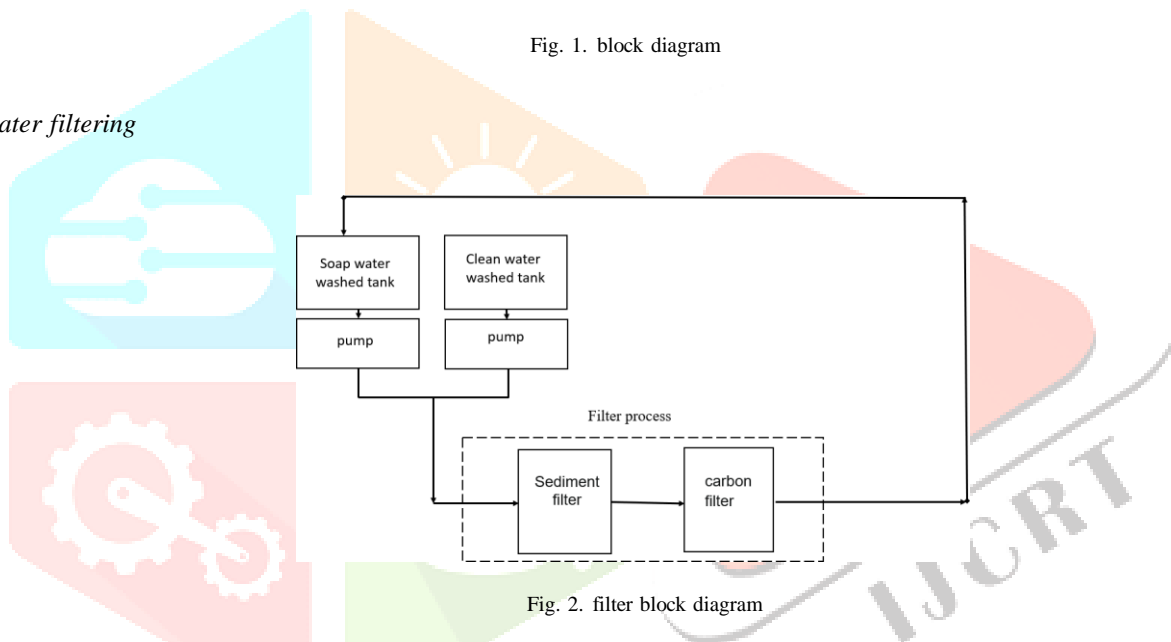 Fig. 1. block diagram
ater filtering
Soap water
washed tank
Clean water
washed tank
pump
pump
Filter process
Sediment
filter
carbon
filter
Fig. 2. filter block diagram
IJCRT